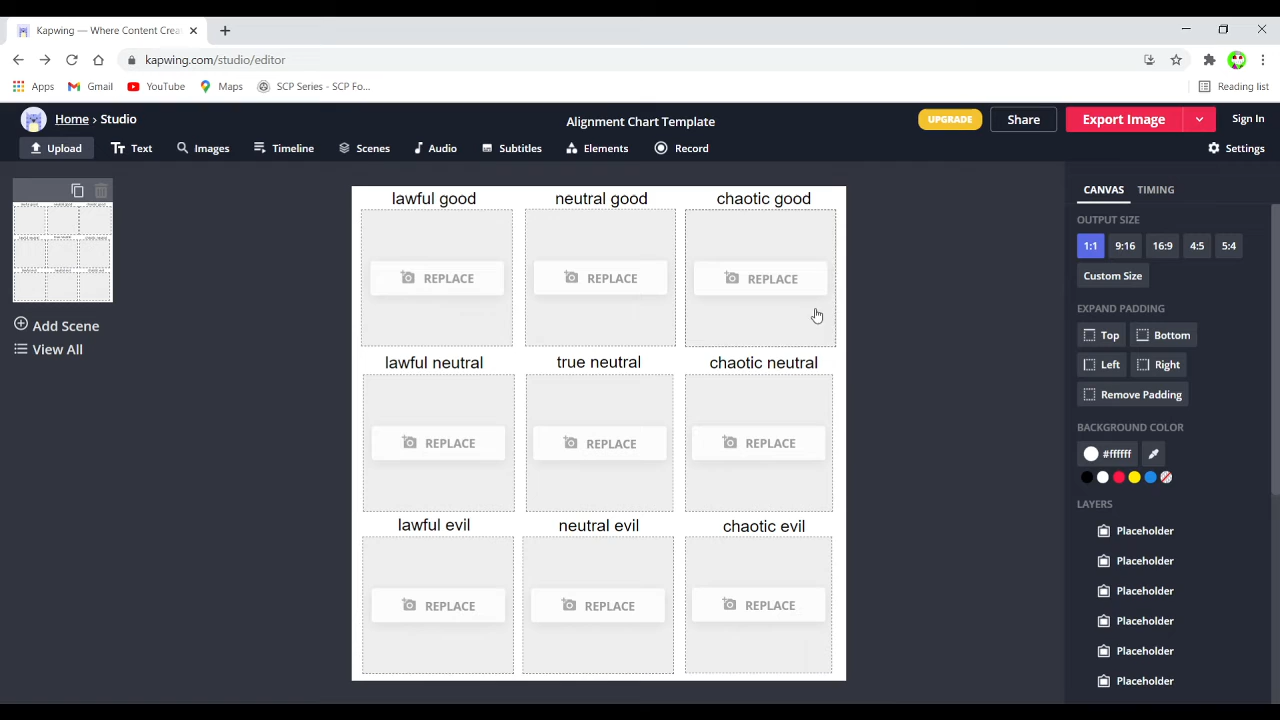 Kapwing — Where Content Crea
kapwing.com/studio/editor
Apps Gmail YouTube Maps SCP Series - SCP Fo... Reading list
Home › Studio Alignment Chart Template UPGRADE Share Export Image Sign In
Upload Text Images Timeline Scenes Audio Subtitles Elements Record Settings
Add Scene
View All
lawful good neutral good chaotic good
REPLACE REPLACE REPLACE
lawful neutral true neutral chaotic neutral
REPLACE REPLACE REPLACE
lawful evil neutral evil chaotic evil
REPLACE REPLACE REPLACE
CANVAS TIMING
OUTPUT SIZE
1:1 9:16 16:9 4:5 5:4
Custom Size
EXPAND PADDING
Top Bottom
Left Right
Remove Padding
BACKGROUND COLOR
#ffffff
LAYERS
Placeholder
Placeholder
Placeholder
Placeholder
Placeholder
Placeholder